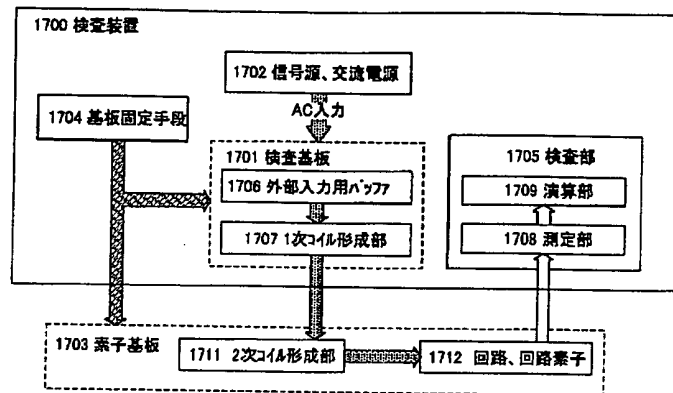 1700 検査装置
1702 信号源、交流電源
AC入力
1704 基板固定手段
1701 検査基板
1706 外部入力用バッファ
1707 1次コイル形成部
1705 検査部
1709 演算部
1708 測定部
1703 素子基板
1711 2次コイル形成部
1712 回路、回路素子